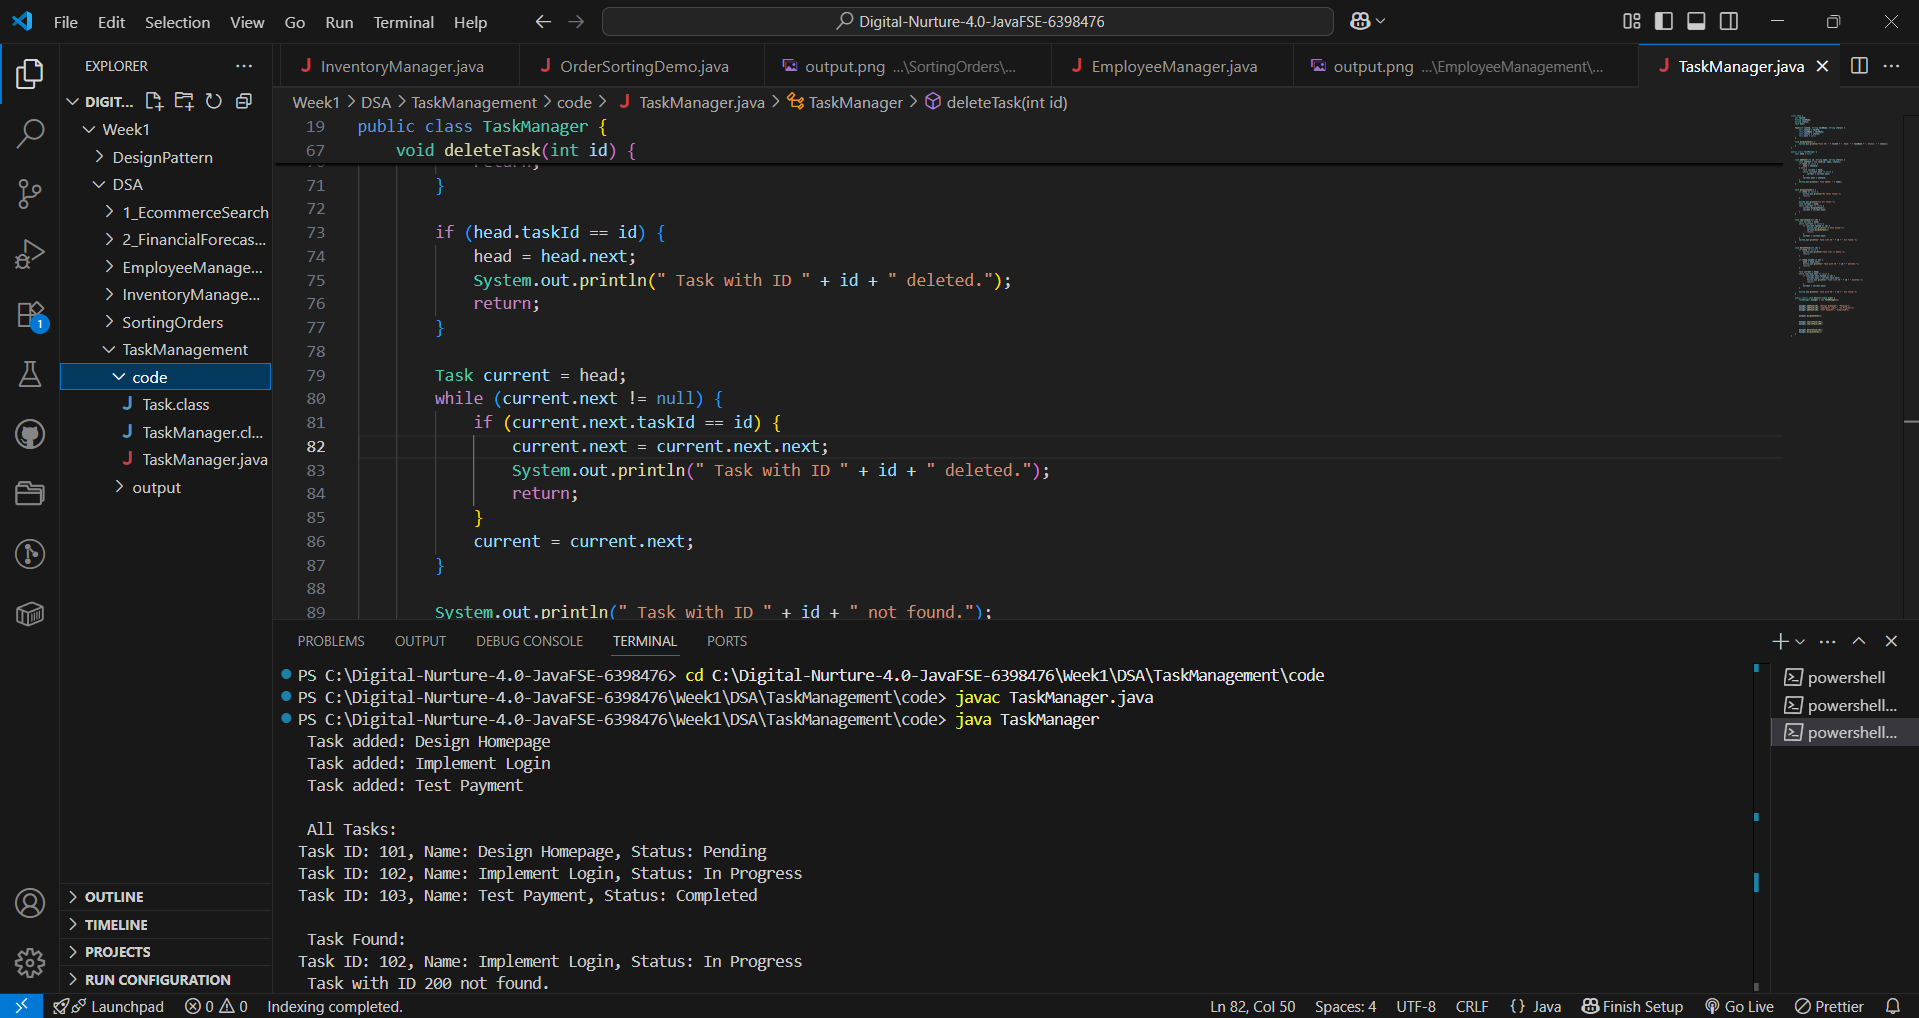 File Edit Selection View Go Run Terminal Help
Digital-Nurture-4.0-JavaFSE-6398476
EXPLORER
DIGIT...
Week1
DesignPattern
DSA
1_EcommerceSearch
2_FinancialForecas...
EmployeeManage...
InventoryManage...
SortingOrders
TaskManagement
code
Task.class
TaskManager.cl...
TaskManager.java
output
OUTLINE
TIMELINE
PROJECTS
RUN CONFIGURATION
1
InventoryManager.java
OrderSortingDemo.java
output.png ...\SortingOrders\...
EmployeeManager.java
output.png ...\EmployeeManagement\...
TaskManager.java
Week1 > DSA > TaskManagement > code > TaskManager.java > TaskManager > deleteTask(int id)
19 public class TaskManager {
67 void deleteTask(int id) {
return;
71 }
72
73 if (head.taskId == id) {
74 head = head.next;
75 System.out.println(" Task with ID " + id + " deleted.");
76 return;
77 }
78
79 Task current = head;
80 while (current.next != null) {
81 if (current.next.taskId == id) {
82 current.next = current.next.next;
83 System.out.println(" Task with ID " + id + " deleted.");
84 return;
85 }
86 current = current.next;
87 }
88
89 System.out.println(" Task with ID " + id + " not found.");
PROBLEMS OUTPUT DEBUG CONSOLE TERMINAL PORTS
PS C:\Digital-Nurture-4.0-JavaFSE-6398476> cd C:\Digital-Nurture-4.0-JavaFSE-6398476\Week1\DSA\TaskManagement\code
PS C:\Digital-Nurture-4.0-JavaFSE-6398476\Week1\DSA\TaskManagement\code> javac TaskManager.java
PS C:\Digital-Nurture-4.0-JavaFSE-6398476\Week1\DSA\TaskManagement\code> java TaskManager
Task added: Design Homepage
Task added: Implement Login
Task added: Test Payment
All Tasks:
Task ID: 101, Name: Design Homepage, Status: Pending
Task ID: 102, Name: Implement Login, Status: In Progress
Task ID: 103, Name: Test Payment, Status: Completed
Task Found:
Task ID: 102, Name: Implement Login, Status: In Progress
Task with ID 200 not found.
powershell
powershell...
powershell...
Launchpad 0 0 Indexing completed. Ln 82, Col 50 Spaces: 4 UTF-8 CRLF {} Java Finish Setup Go Live Prettier